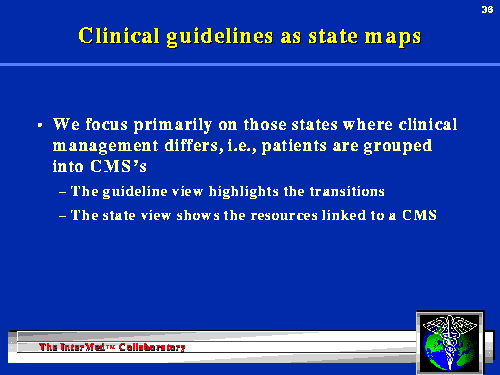 36
Clinical guidelines as state maps
• We focus primarily on those states where clinical
management differs, i.e., patients are grouped
into CMS's
– The guideline view highlights the transitions
– The state view shows the resources linked to a CMS
The InterMed™ Collaboratory